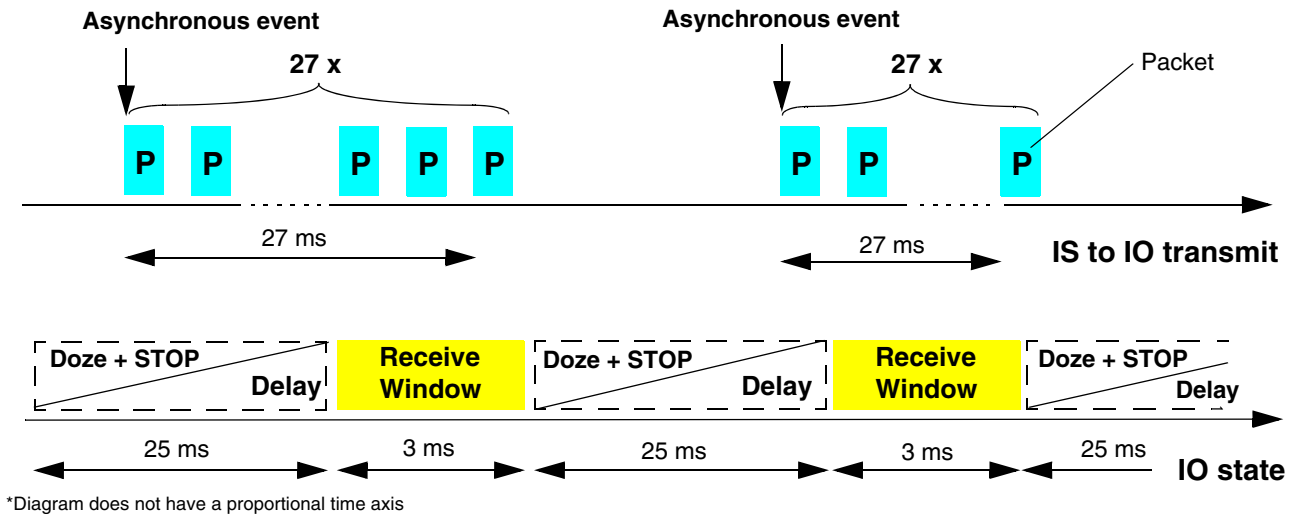 Asynchronous event Asynchronous event
27 x 27 x Packet
P P P P P P P P
27 ms 27 ms
IS to IO transmit
Doze + STOP Delay
Receive
Window
Doze + STOP Delay
Receive
Window
Doze + STOP Delay
25 ms 3 ms 25 ms 3 ms 25 ms
IO state
*Diagram does not have a proportional time axis